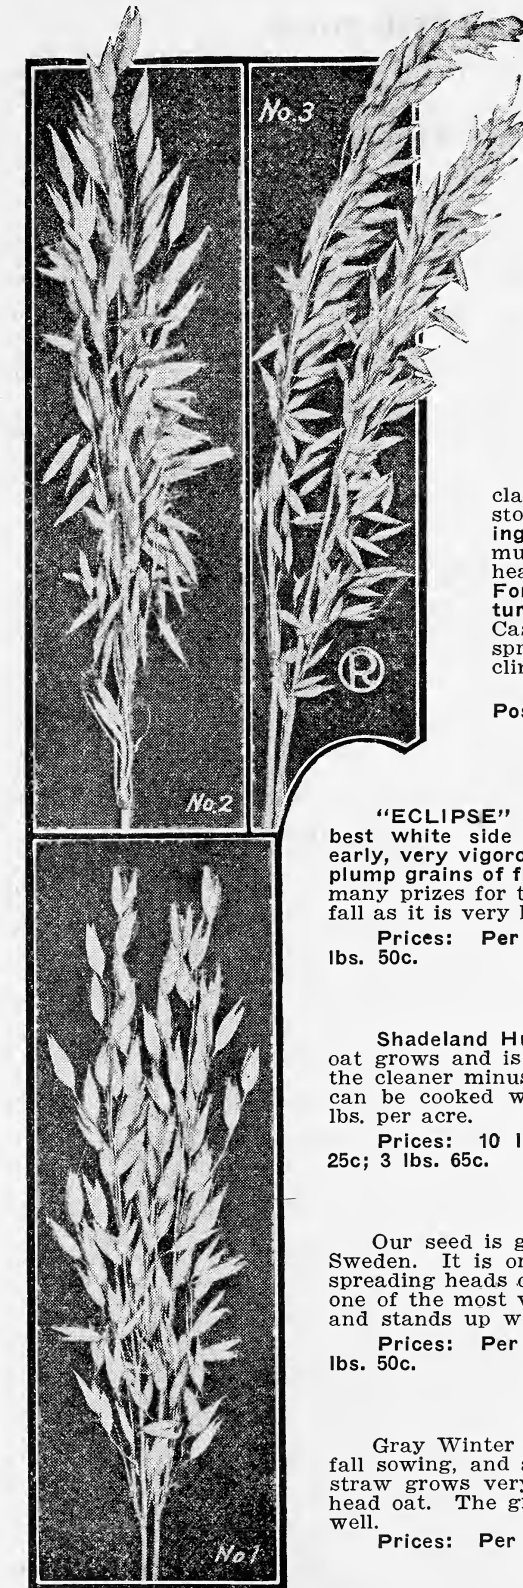 No. 3
R
No. 2
No. 1
cla
sto
ing
mu
hea
For
tur
Cas
spr
clin
Pos
"ECLIPSE"
best white side
early, very vigoro
plump grains of f
many prizes for t
fall as it is very l
Prices: Per
lbs. 50c.
Shadeland Hu
oat grows and is
the cleaner minus
can be cooked w
lbs. per acre.
Prices: 10 l
25c; 3 lbs. 65c.
Our seed is g
Sweden. It is or
spreading heads o
one of the most v
and stands up w
Prices: Per
lbs. 50c.
Gray Winter
fall sowing, and a
straw grows very
head oat. The g
well.
Prices: Per